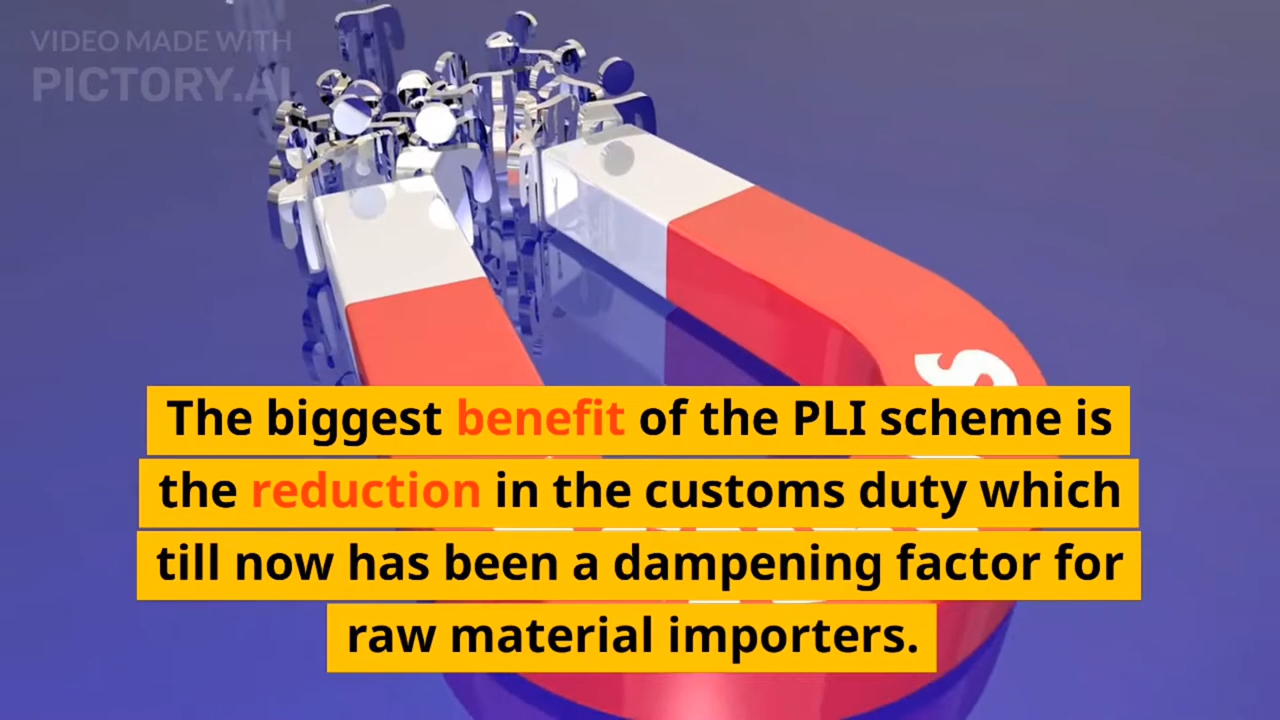 VIDEO MADE WITH
PICTORY.AI
S
The biggest benefit of the PLI scheme is
the reduction in the customs duty which
till now has been a dampening factor for
raw material importers.